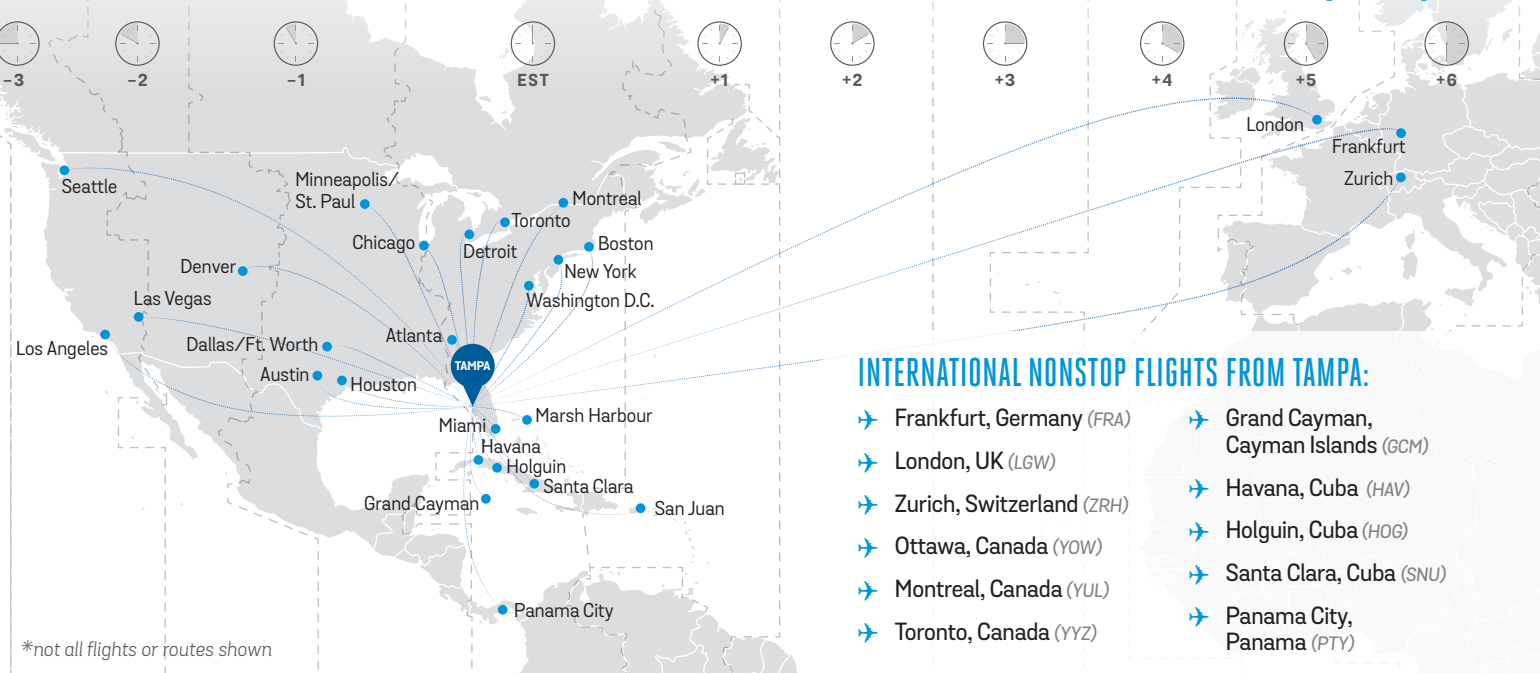 −3
−2
−1
EST
+1
+2
+3
+4
+5
+6
London
Frankfurt
Zurich
Seattle
Minneapolis/
St. Paul
Montreal
Toronto
Chicago
Detroit
Boston
Denver
New York
Las Vegas
Washington D.C.
Los Angeles
Dallas/Ft. Worth
Atlanta
TAMPA
Austin
Houston
Miami
Marsh Harbour
Havana
Holguin
Santa Clara
Grand Cayman
San Juan
Panama City
*not all flights or routes shown
INTERNATIONAL NONSTOP FLIGHTS FROM TAMPA:
Frankfurt, Germany (FRA)
London, UK (LGW)
Zurich, Switzerland (ZRH)
Ottawa, Canada (YOW)
Montreal, Canada (YUL)
Toronto, Canada (YYZ)
Grand Cayman,
Cayman Islands (GCM)
Havana, Cuba (HAV)
Holguin, Cuba (HOG)
Santa Clara, Cuba (SNU)
Panama City,
Panama (PTY)